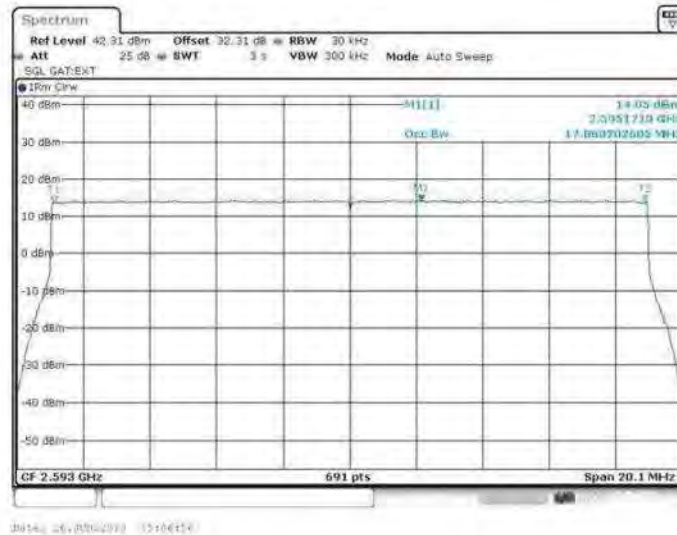 Spectrum
Ref Level 42.31 dBm Offset 32.31 dB RBW 30 kHz
Att 25 dB SWT 3 s VBW 300 kHz Mode Auto Sweep
SGL GAT:EXT
1Rm Clrw
40 dBm
M1[1] 14.05 dBm
GHz
30 dBm
Occ Bw MHz
20 dBm
T1
T2
10 dBm
0 dBm
-10 dBm
-20 dBm
-30 dBm
-40 dBm
-50 dBm
CF 2.593 GHz 691 pts Span 20.1 MHz